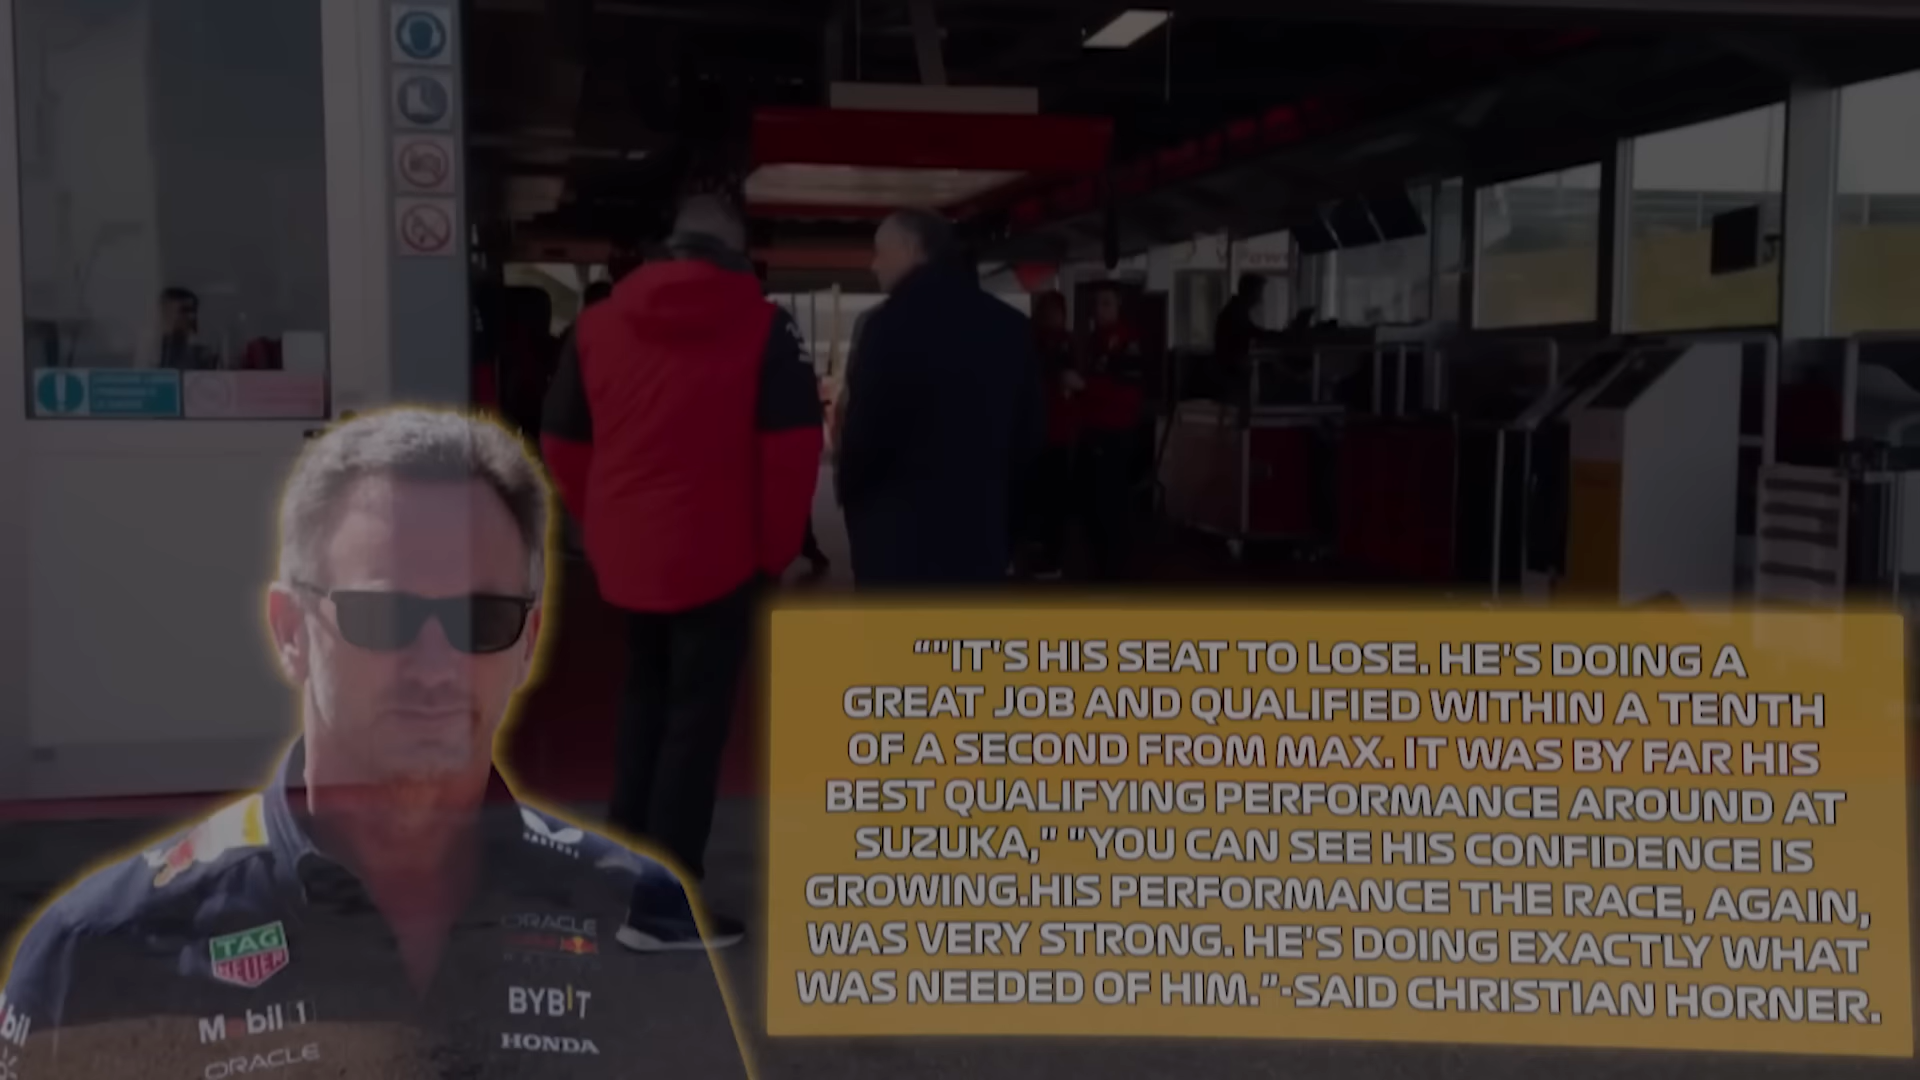 ""IT'S HIS SEAT TO LOSE. HE'S DOING A
GREAT JOB AND QUALIFIED WITHIN A TENTH
OF A SECOND FROM MAX. IT WAS BY FAR HIS
BEST QUALIFYING PERFORMANCE AROUND AT
SUZUKA," "YOU CAN SEE HIS CONFIDENCE IS
GROWING.HIS PERFORMANCE THE RACE, AGAIN,
WAS VERY STRONG. HE'S DOING EXACTLY WHAT
WAS NEEDED OF HIM."-SAID CHRISTIAN HORNER.
TAG
HEUER
Mobil 1
ORACLE
ORACLE
BYBIT
HONDA
bil